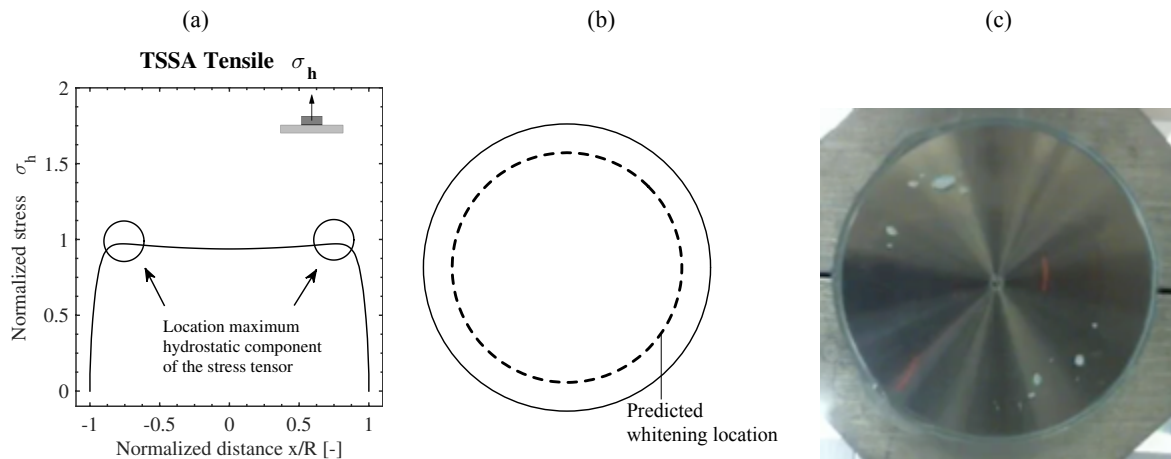 (a)
TSSA Tensile σh
Normalized stress σh
2
1.5
1
0.5
0
Location maximum
hydrostatic component
of the stress tensor
-1 -0.5 0 0.5 1
Normalized distance x/R [-]
(b)
Predicted
whitening location
(c)